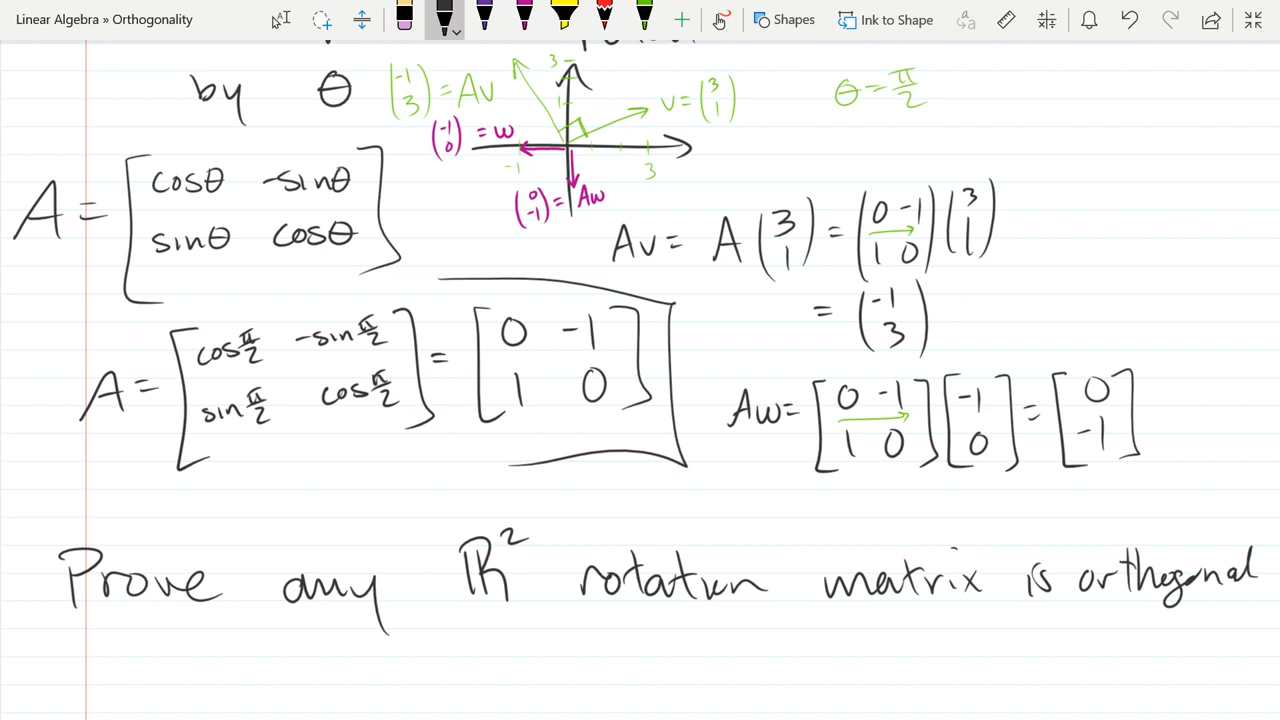 Linear Algebra » Orthogonality
Shapes
Ink to Shape
by θ
(-1 3) = Av
3
1
v = (3 1)
θ = π/2
(-1 0) = w
-1
3
(0 -1) = Aw
A = [cosθ -sinθ
sinθ cosθ]
Av = A (3 1) = (0 -1 1 0) (3 1)
= (-1 3)
A = [cos π/2 -sin π/2
sin π/2 cos π/2] = [0 -1
1 0]
Aw = [0 -1 1 0] [-1 0] = [0 -1]
Prove any ℝ² rotation matrix is orthogonal